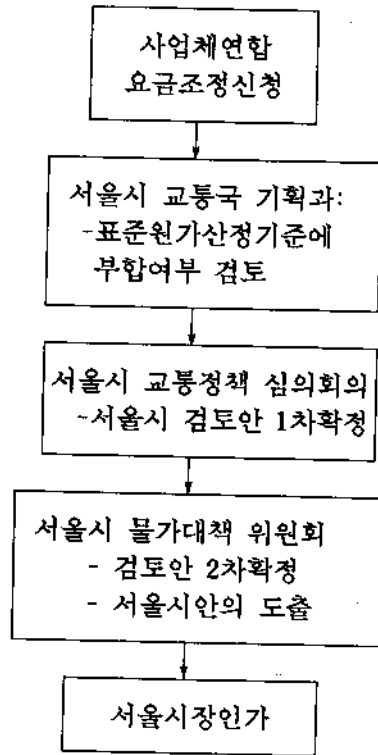 사업체연합
요금조정신청
서울시 교통국 기획과:
-표준원가산정기준에
부합여부 검토
서울시 교통정책 심의회의
-서울시 검토안 1차확정
서울시 물가대책 위원회
- 검토안 2차확정
- 서울시안의 도출
서울시장인가